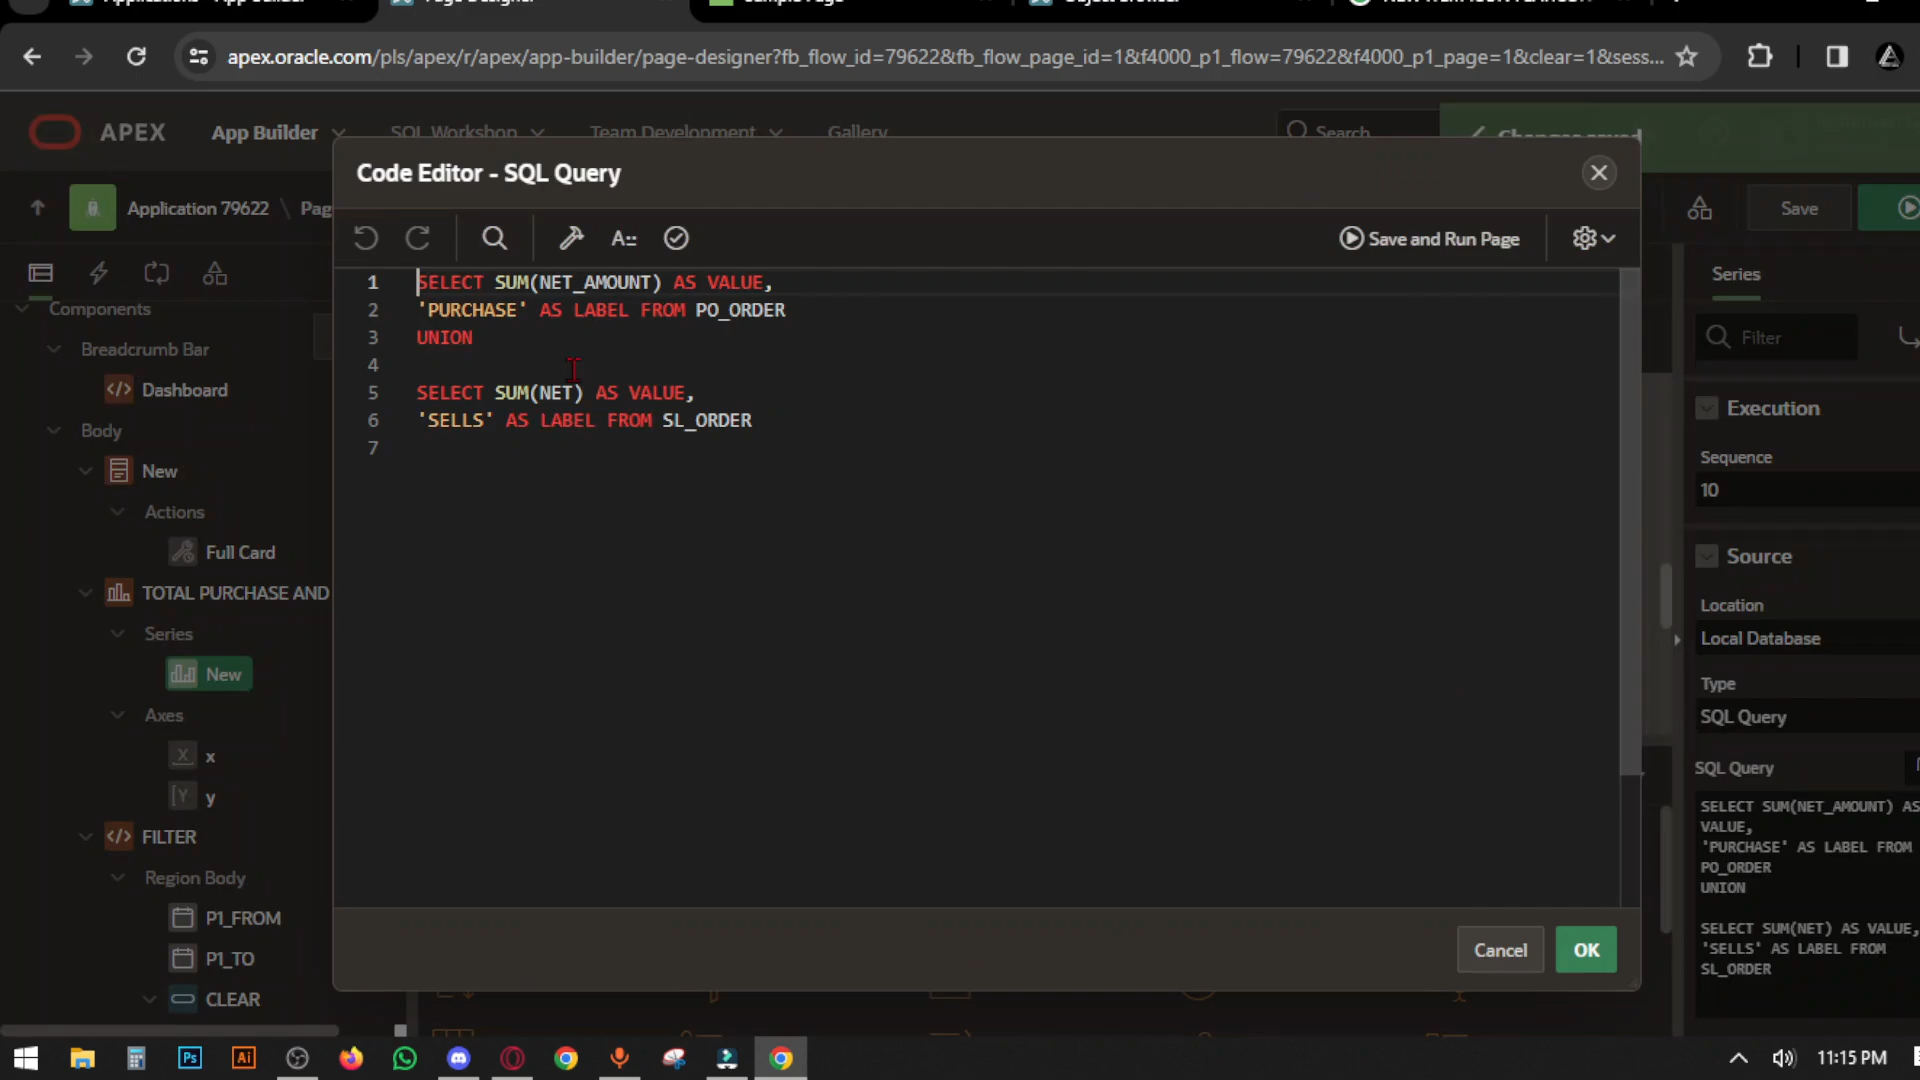 apex.oracle.com/pls/apex/r/apex/app-builder/page-designer?fb_flow_id=79622&fb_flow_page_id=1&f4000_p1_flow=79622&f4000_p1_page=1&clear=1&sess...
APEX
App Builder
SQL Workshop
Team Development
Gallery
Search
Changes saved
Code Editor - SQL Query
Application 79622 \ Pag
Save
Save and Run Page
Series
Filter
1 SELECT SUM(NET_AMOUNT) AS VALUE,
2 'PURCHASE' AS LABEL FROM PO_ORDER
3 UNION
4
5 SELECT SUM(NET) AS VALUE,
6 'SELLS' AS LABEL FROM SL_ORDER
7
Components
Breadcrumb Bar
Dashboard
Body
New
Actions
Full Card
TOTAL PURCHASE AND
Series
New
Axes
x
y
FILTER
Region Body
P1_FROM
P1_TO
CLEAR
Execution
Sequence
10
Source
Location
Local Database
Type
SQL Query
SQL Query
SELECT SUM(NET_AMOUNT) AS
VALUE,
'PURCHASE' AS LABEL FROM
PO_ORDER
UNION
SELECT SUM(NET) AS VALUE,
'SELLS' AS LABEL FROM
SL_ORDER
Cancel
OK
Ps
Ai
11:15 PM